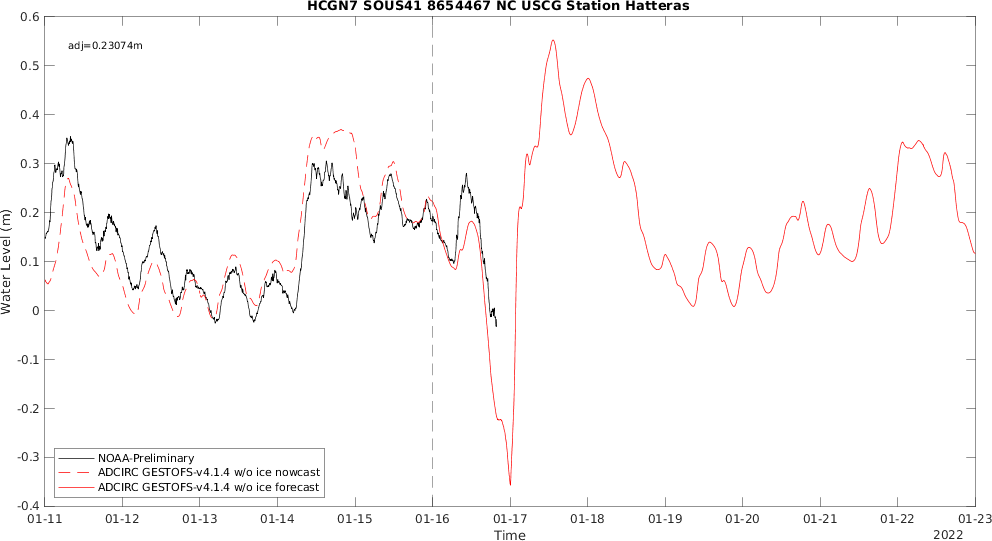 HCGN7 SOUS41 8654467 NC USCG Station Hatteras
0.6
adj=0.23074m
0.5
0.4
0.3
0.2
0.1
0
-0.1
-0.2
-0.3
-0.4
Water Level (m)
NOAA-Preliminary
ADCIRC GESTOFS-v4.1.4 w/o ice nowcast
ADCIRC GESTOFS-v4.1.4 w/o ice forecast
01-11 01-12 01-13 01-14 01-15 01-16 01-17 01-18 01-19 01-20 01-21 01-22 01-23
Time
2022